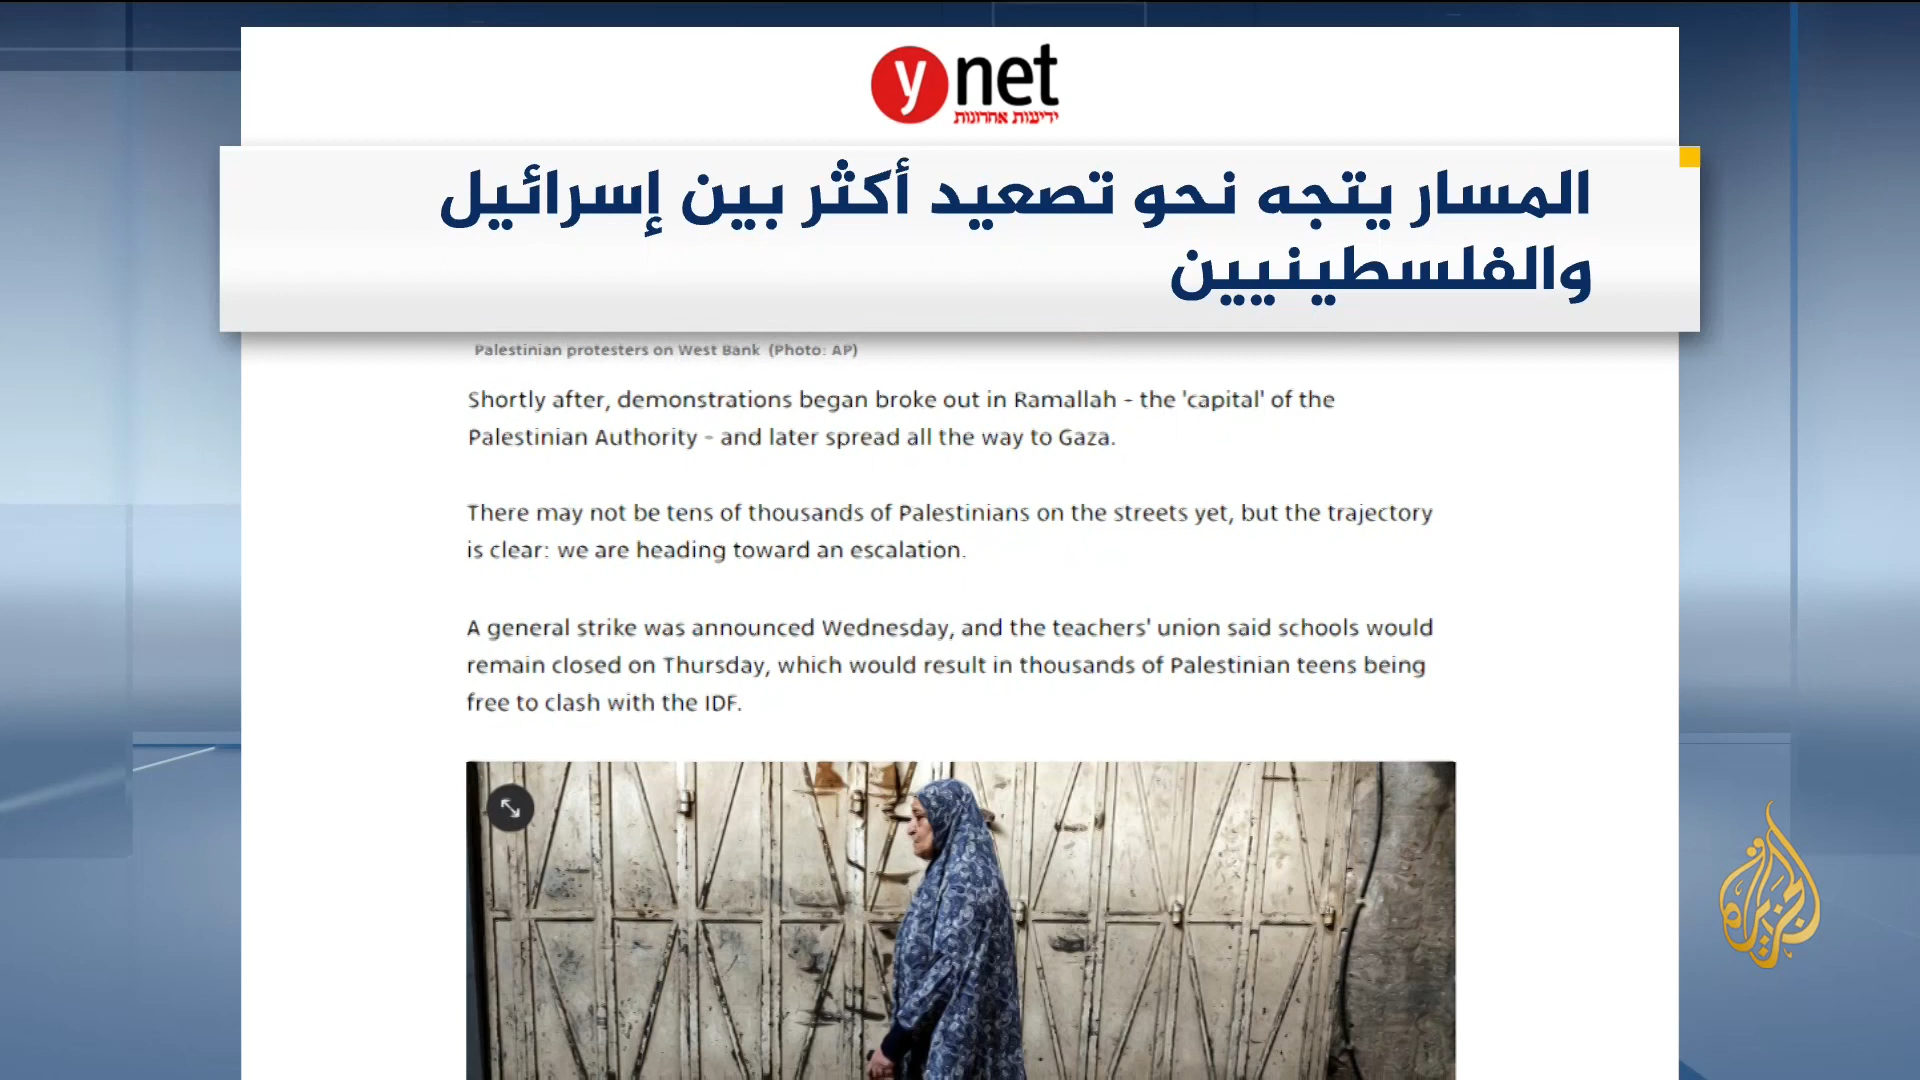 ynet
ידיעות אחרונות
المسار يتجه نحو تصعيد أكثر بين إسرائيل
والفلسطينيين
Palestinian protesters on West Bank (Photo: AP)
Shortly after, demonstrations began broke out in Ramallah - the 'capital' of the
Palestinian Authority - and later spread all the way to Gaza.
There may not be tens of thousands of Palestinians on the streets yet, but the trajectory
is clear: we are heading toward an escalation.
A general strike was announced Wednesday, and the teachers' union said schools would
remain closed on Thursday, which would result in thousands of Palestinian teens being
free to clash with the IDF.
الجزيرة